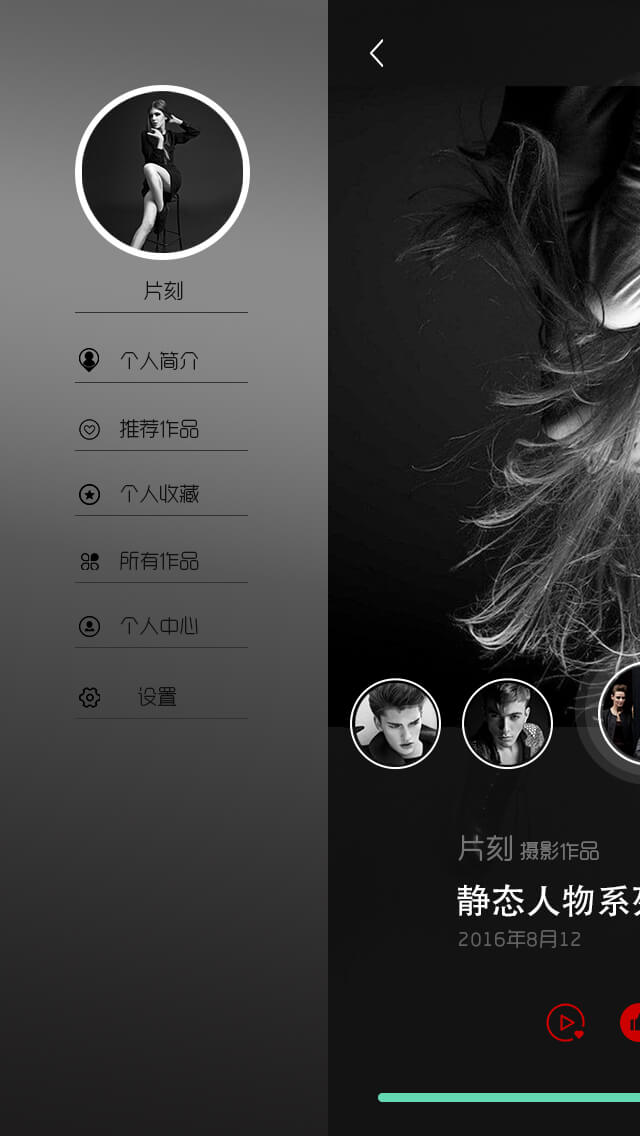 片刻
个人简介
推荐作品
个人收藏
所有作品
个人中心
设置
片刻 摄影作品
静态人物系
2016年8月12